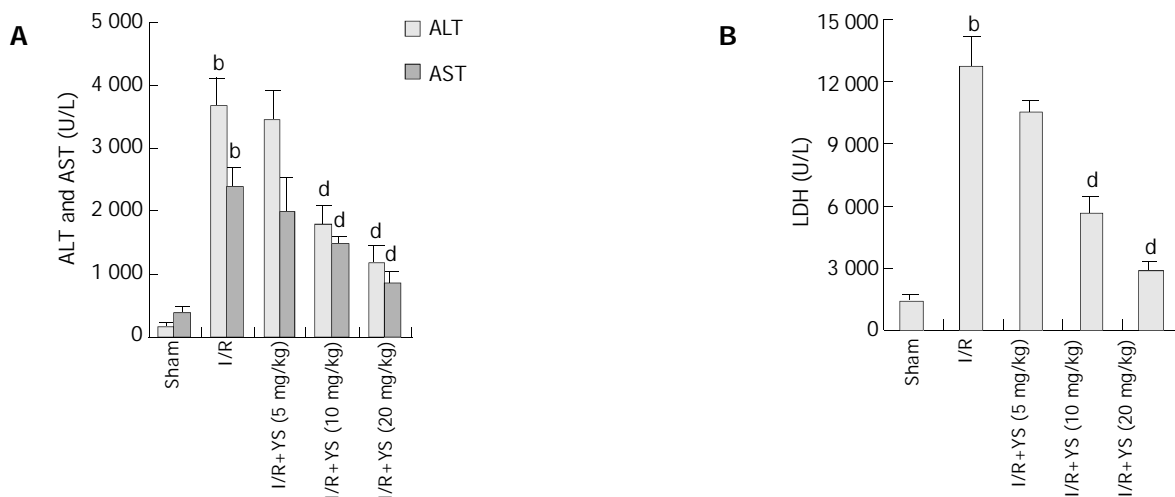 A
5 000
4 000
3 000
2 000
1 000
0
ALT and AST (U/L)
ALT
AST
b
b
d
d
d
d
Sham
I/R
I/R+YS (5 mg/kg)
I/R+YS (10 mg/kg)
I/R+YS (20 mg/kg)
B
15 000
12 000
9 000
6 000
3 000
0
LDH (U/L)
b
d
d
Sham
I/R
I/R+YS (5 mg/kg)
I/R+YS (10 mg/kg)
I/R+YS (20 mg/kg)